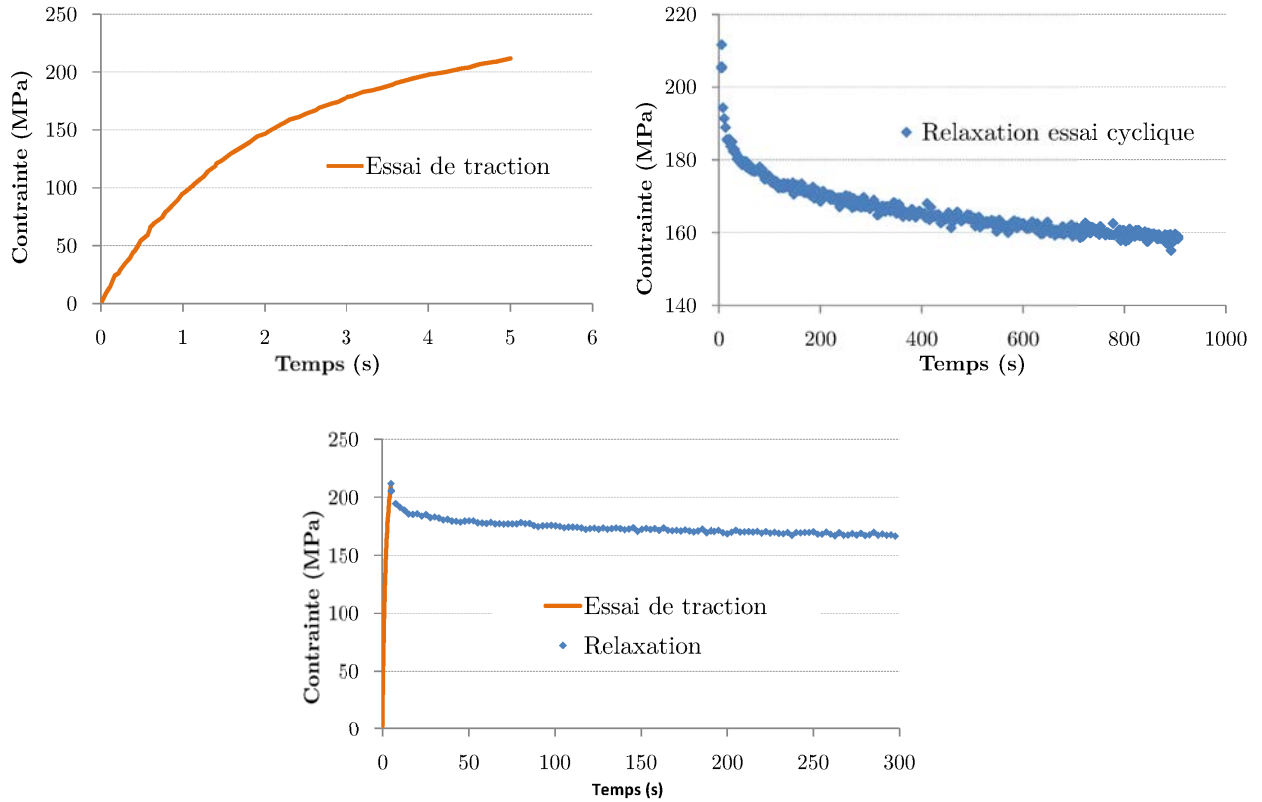 250
200
150
100
50
0
0 1 2 3 4 5 6
Contrainte (MPa)
Temps (s)
Essai de traction
220
200
180
160
140
0 200 400 600 800 1000
Contrainte (MPa)
Temps (s)
Relaxation essai cyclique
250
200
150
100
50
0
0 50 100 150 200 250 300
Contrainte (MPa)
Temps (s)
Essai de traction
Relaxation